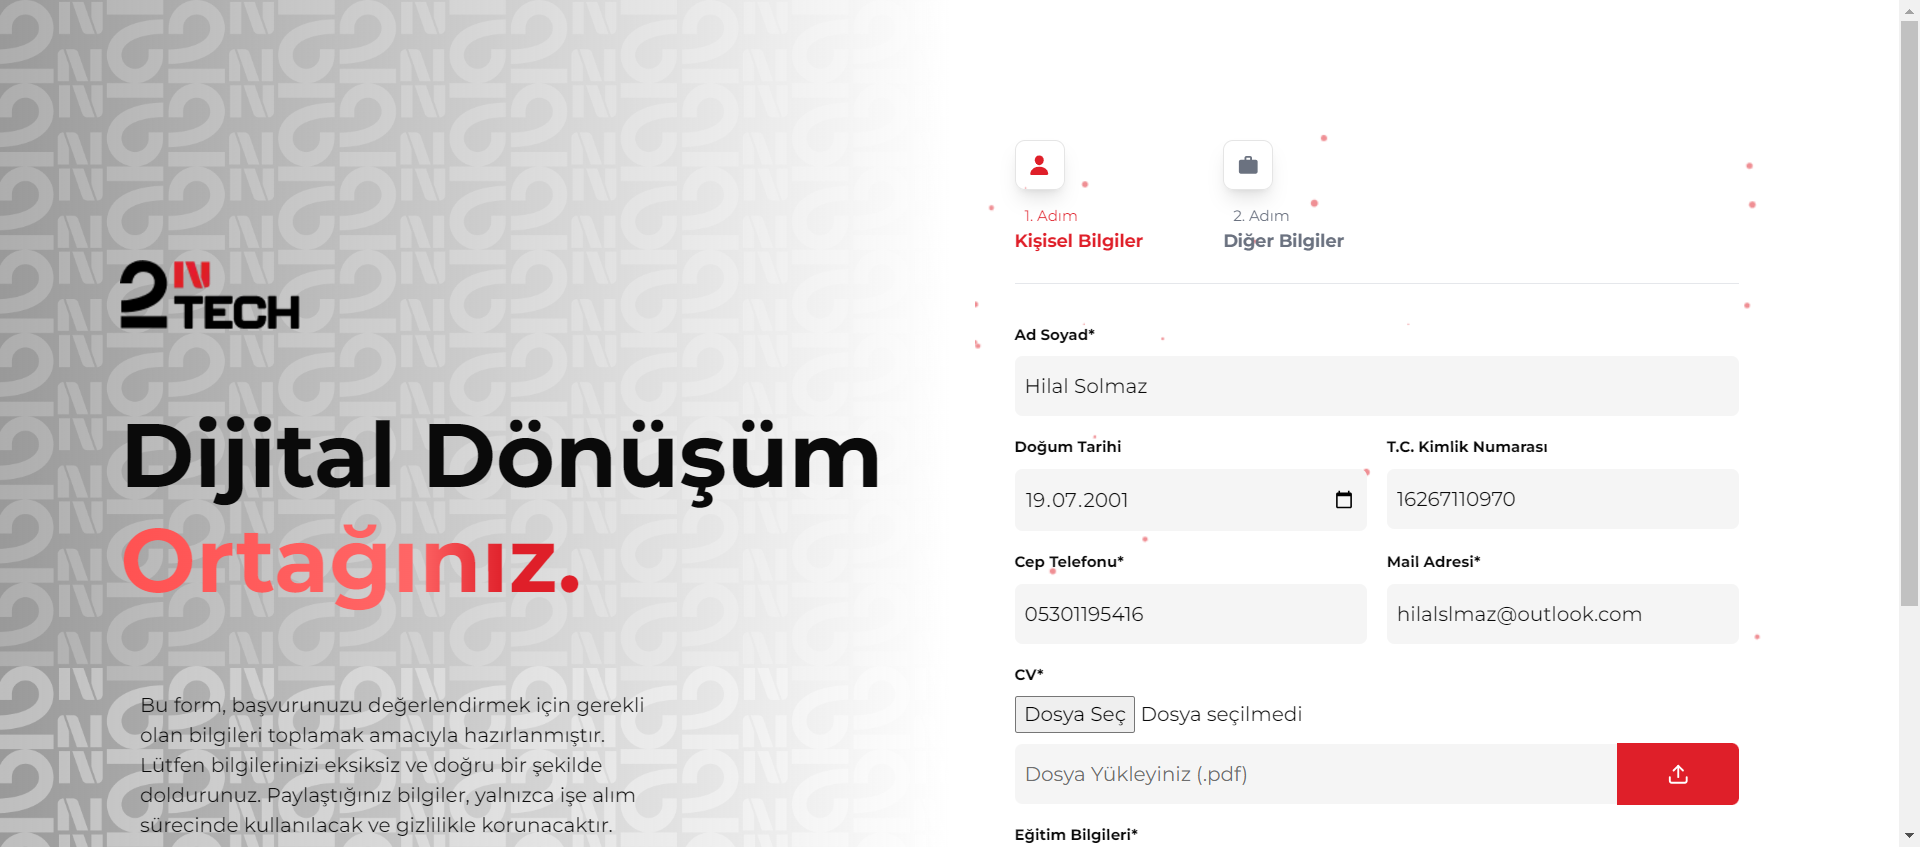 2N TECH
Dijital Dönüşüm
Ortağınız.
Bu form, başvurunuzu değerlendirmek için gerekli
olan bilgileri toplamak amacıyla hazırlanmıştır.
Lütfen bilgilerinizi eksiksiz ve doğru bir şekilde
doldurunuz. Paylaştığınız bilgiler, yalnızca işe alım
sürecinde kullanılacak ve gizlilikle korunacaktır.
1. Adım
Kişisel Bilgiler
2. Adım
Diğer Bilgiler
Ad Soyad*
Hilal Solmaz
Doğum Tarihi
19.07.2001
T.C. Kimlik Numarası
16267110970
Cep Telefonu*
05301195416
Mail Adresi*
hilalslmaz@outlook.com
CV*
Dosya Seç Dosya seçilmedi
Dosya Yükleyiniz (.pdf)
Eğitim Bilgileri*